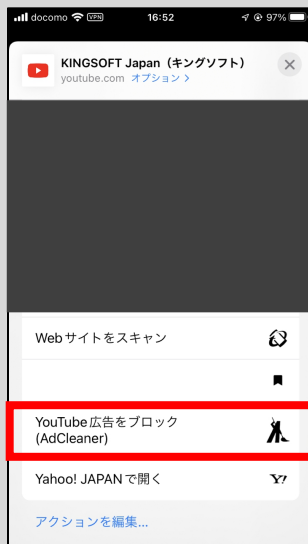 docomo VPN 16:52 97%
KINGSOFT Japan（キングソフト）
youtube.com オプション >
Webサイトをスキャン
YouTube広告をブロック
(AdCleaner)
Yahoo! JAPANで開く Y!
アクションを編集...